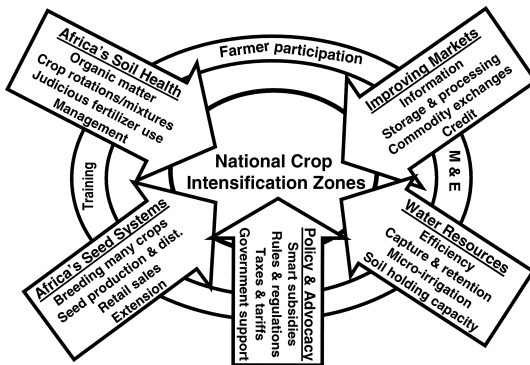 Africa's Soil Health
Organic matter
Crop rotations/mixtures
Judicious fertilizer use
Management
Farmer participation
Improving Markets
Information
Storage & processing
Commodity exchanges
Credit
Training
National Crop
Intensification Zones
M & E
Africa's Seed Systems
Breeding many crops
Seed production & dist.
Retail sales
Extension
Policy & Advocacy
Smart subsidies
Rules & regulations
Taxes & tariffs
Government support
Water Resources
Efficiency
Capture & retention
Micro-irrigation
Soil holding capacity